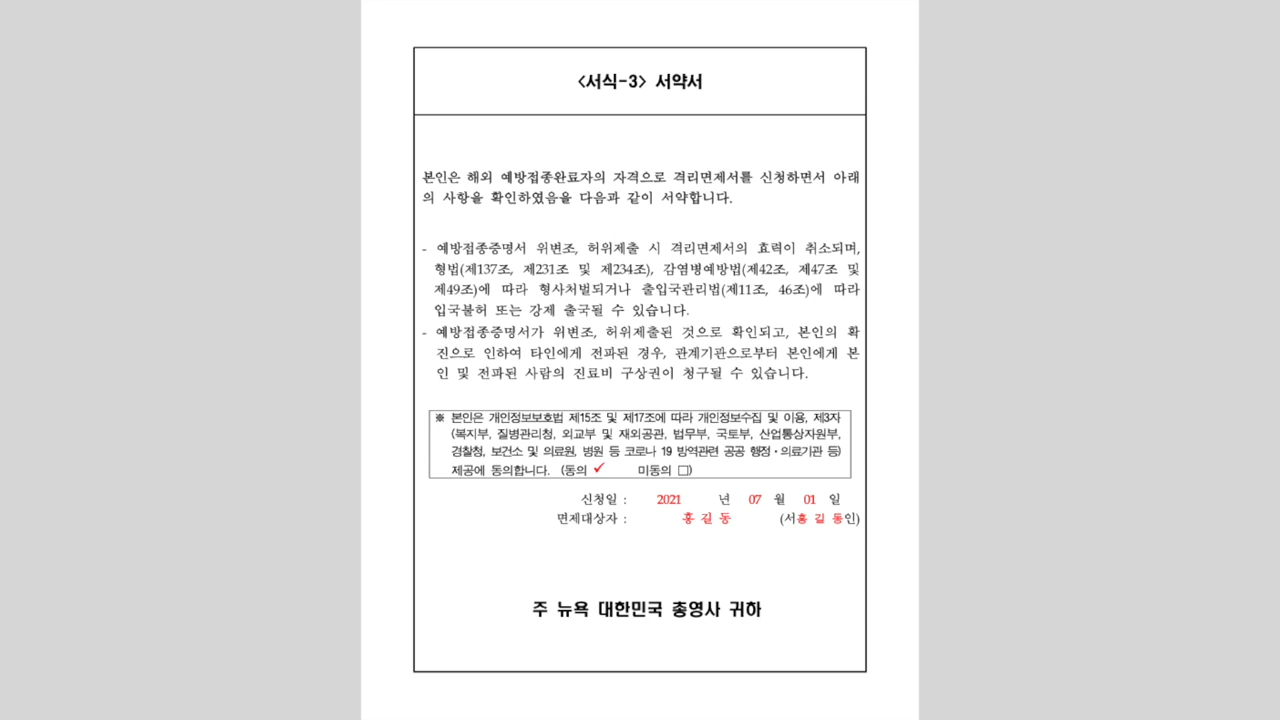 <서식-3> 서약서
본인은 해외 예방접종완료자의 자격으로 격리면제서를 신청하면서 아래
의 사항을 확인하였음을 다음과 같이 서약합니다.
- 예방접종증명서 위변조, 허위제출 시 격리면제서의 효력이 취소되며,
형법(제137조, 제231조 및 제234조), 감염병예방법(제42조, 제47조 및
제49조)에 따라 형사처벌되거나 출입국관리법(제11조, 46조)에 따라
입국불허 또는 강제 출국될 수 있습니다.
- 예방접종증명서가 위변조, 허위제출된 것으로 확인되고, 본인의 확
진으로 인하여 타인에게 전파된 경우, 관계기관으로부터 본인에게 본
인 및 전파된 사람의 진료비 구상권이 청구될 수 있습니다.
※ 본인은 개인정보보호법 제15조 및 제17조에 따라 개인정보수집 및 이용, 제3자
(복지부, 질병관리청, 외교부 및 재외공관, 법무부, 국토부, 산업통상자원부,
경찰청, 보건소 및 의료원, 병원 등 코로나 19 방역관련 공공 행정·의료기관 등)
제공에 동의합니다. (동의 ✓ 미동의 □)
신청일 : 2021 년 07 월 01 일
면제대상자 : 홍 길 동 (서홍 길 동인)
주 뉴욕 대한민국 총영사 귀하